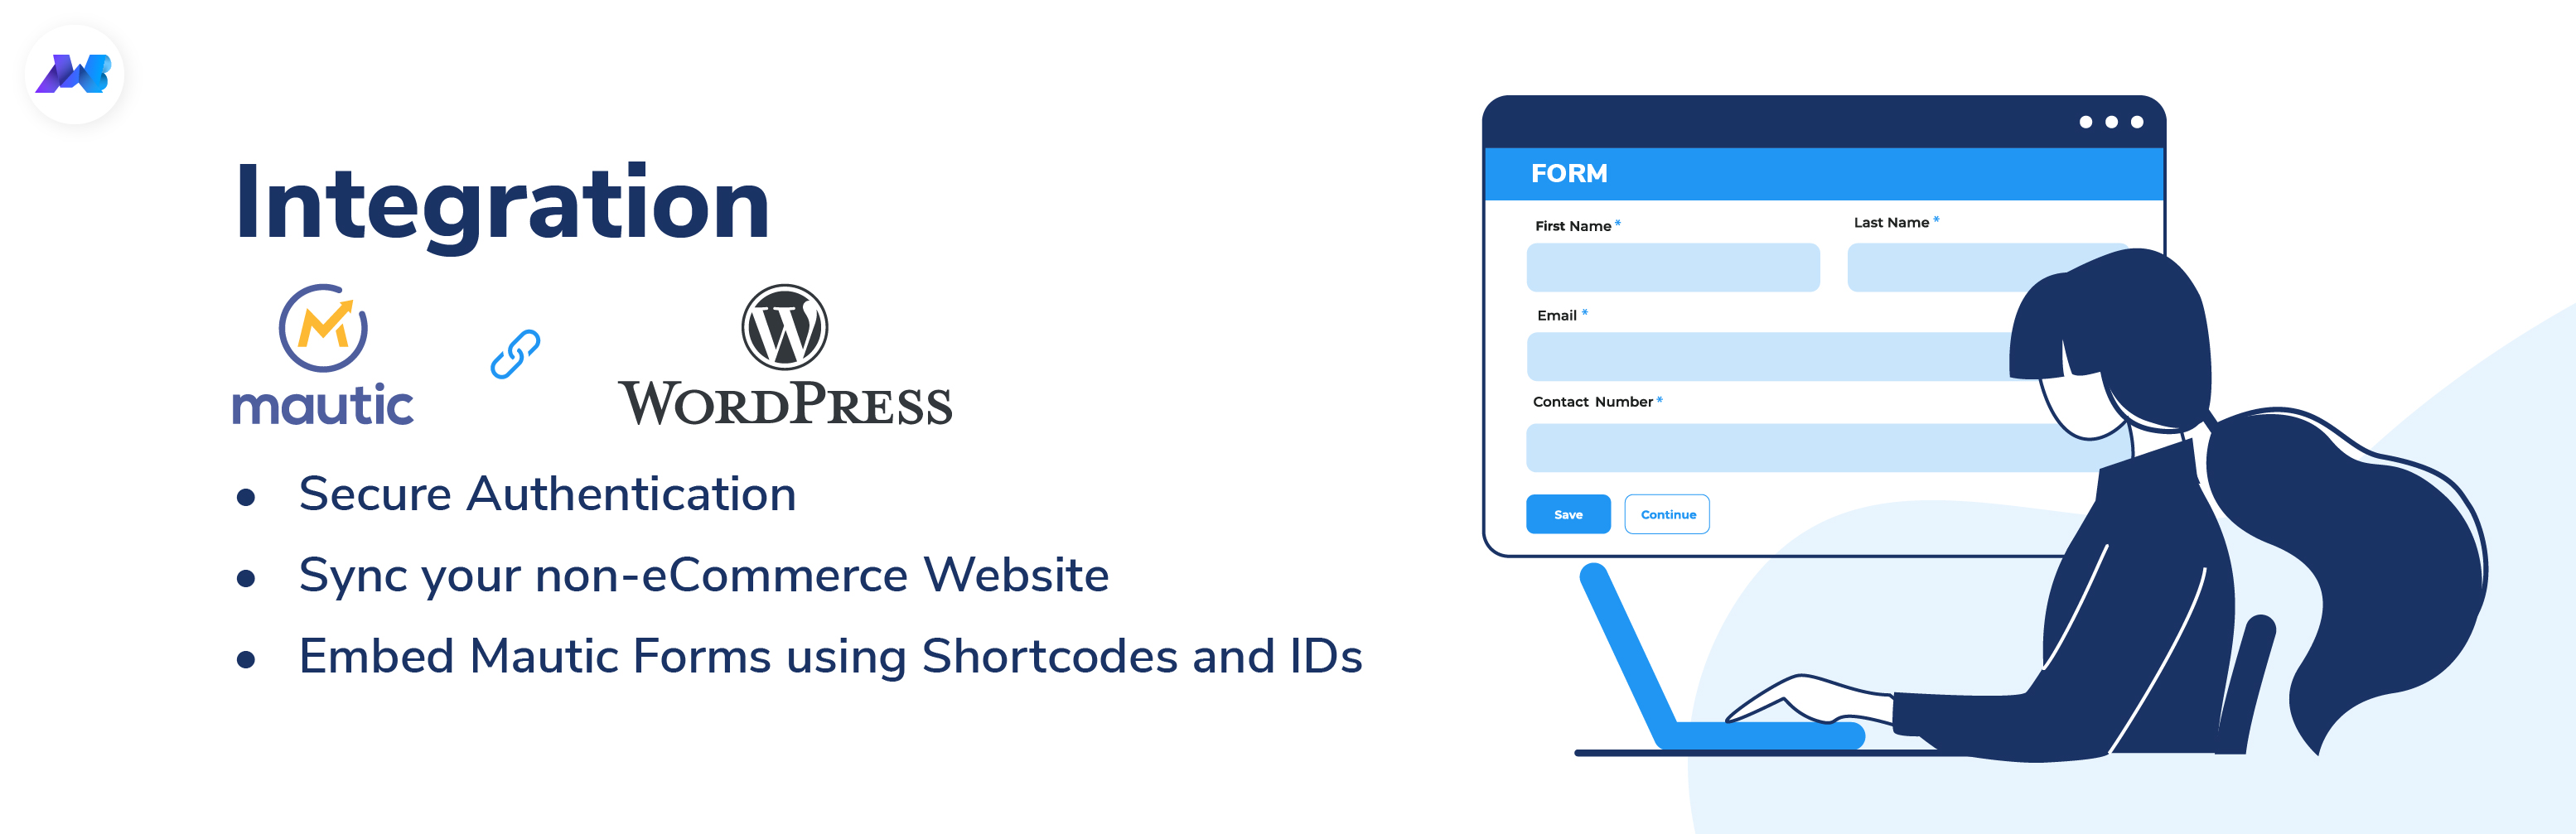 Integration
mautic
WORDPRESS
• Secure Authentication
• Sync your non-eCommerce Website
• Embed Mautic Forms using Shortcodes and IDs
FORM
First Name *
Last Name *
Email *
Contact Number *
Save
Continue